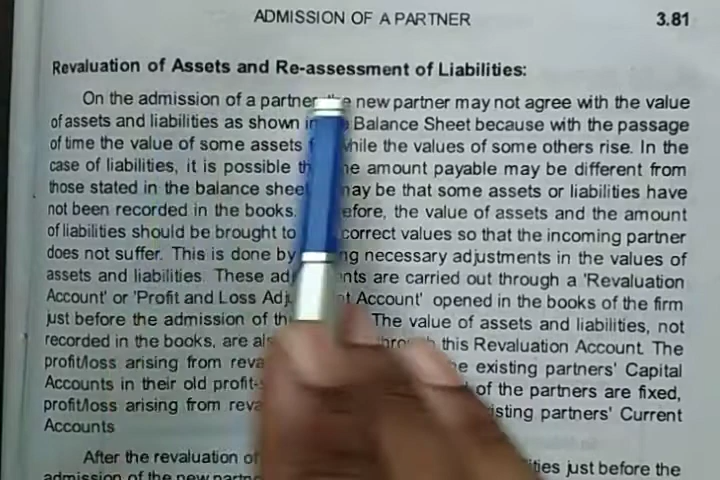 ADMISSION OF A PARTNER 3.81
Revaluation of Assets and Re-assessment of Liabilities:
On the admission of a partner the new partner may not agree with the value
of assets and liabilities as shown in Balance Sheet because with the passage
of time the value of some assets while the values of some others rise. In the
case of liabilities, it is possible the amount payable may be different from
those stated in the balance sheet may be that some assets or liabilities have
not been recorded in the books. the value of assets and the amount
of liabilities should be brought to correct values so that the incoming partner
does not suffer. This is done by necessary adjustments in the values of
assets and liabilities. These are carried out through a 'Revaluation
Account' or 'Profit and Loss Account' opened in the books of the firm
just before the admission of The value of assets and liabilities, not
recorded in the books, are this Revaluation Account. The
profit/loss arising from existing partners' Capital
Accounts in their old of the partners are fixed,
profit/loss arising from existing partners' Current
Accounts
After the revaluation of just before the
admission of the new